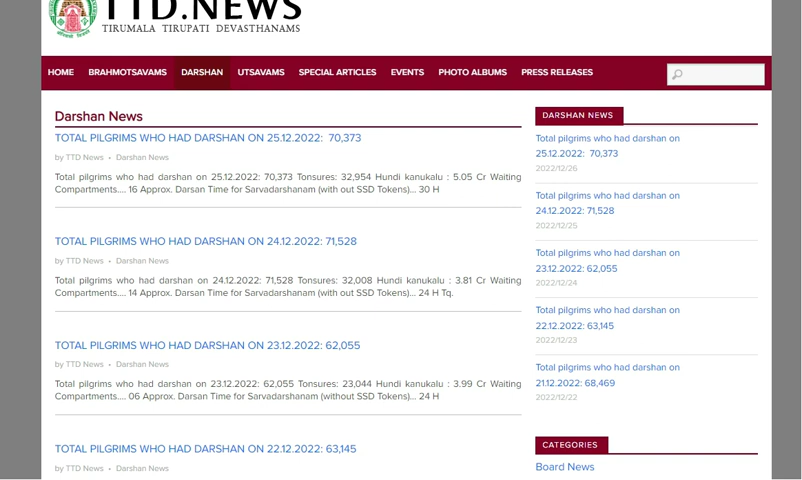 TTD.NEWS
TIRUMALA TIRUPATI DEVASTHANAMS
HOME BRAHMOTSAVAMS DARSHAN UTSAVAMS SPECIAL ARTICLES EVENTS PHOTO ALBUMS PRESS RELEASES
Darshan News
TOTAL PILGRIMS WHO HAD DARSHAN ON 25.12.2022: 70,373
by TTD News • Darshan News
Total pilgrims who had darshan on 25.12.2022: 70,373 Tonsures: 32,954 Hundi kanukalu : 5.05 Cr Waiting
Compartments…. 16 Approx. Darsan Time for Sarvadarshanam (with out SSD Tokens)… 30 H
TOTAL PILGRIMS WHO HAD DARSHAN ON 24.12.2022: 71,528
by TTD News • Darshan News
Total pilgrims who had darshan on 24.12.2022: 71,528 Tonsures: 32,008 Hundi kanukalu : 3.81 Cr Waiting
Compartments…. 14 Approx. Darsan Time for Sarvadarshanam (with out SSD Tokens)… 24 H Tq.
TOTAL PILGRIMS WHO HAD DARSHAN ON 23.12.2022: 62,055
by TTD News • Darshan News
Total pilgrims who had darshan on 23.12.2022: 62,055 Tonsures: 23,044 Hundi kanukalu : 3.99 Cr Waiting
Compartments…. 06 Approx. Darsan Time for Sarvadarshanam (without SSD Tokens)… 24 H
TOTAL PILGRIMS WHO HAD DARSHAN ON 22.12.2022: 63,145
by TTD News • Darshan News
DARSHAN NEWS
Total pilgrims who had darshan on
25.12.2022: 70,373
2022/12/26
Total pilgrims who had darshan on
24.12.2022: 71,528
2022/12/25
Total pilgrims who had darshan on
23.12.2022: 62,055
2022/12/24
Total pilgrims who had darshan on
22.12.2022: 63,145
2022/12/23
Total pilgrims who had darshan on
21.12.2022: 68,469
2022/12/22
CATEGORIES
Board News